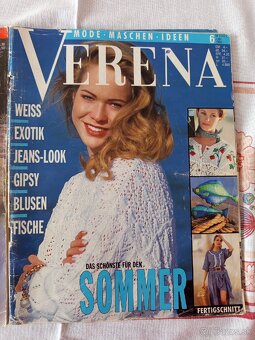 MODE · MASCHEN · IDEEN
6
VERENA
WEISS
EXOTIK
JEANS-LOOK
GIPSY
BLUSEN
FISCHE
DAS SCHÖNSTE FÜR DEN
SOMMER
FERTIGSCHNITT